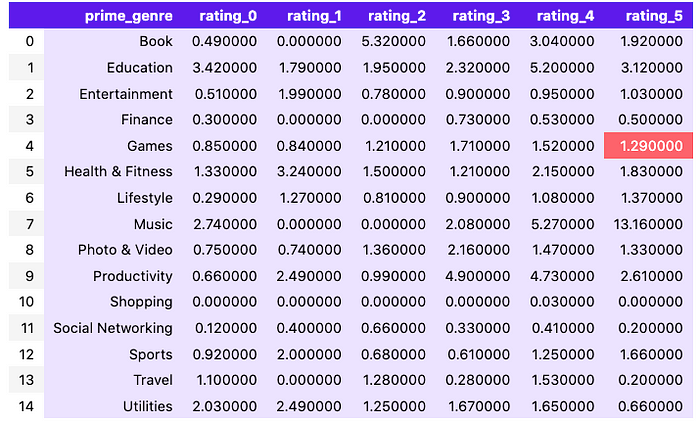 prime_genre rating_0 rating_1 rating_2 rating_3 rating_4 rating_5
0 Book 0.490000 0.000000 5.320000 1.660000 3.040000 1.920000
1 Education 3.420000 1.790000 1.950000 2.320000 5.200000 3.120000
2 Entertainment 0.510000 1.990000 0.780000 0.900000 0.950000 1.030000
3 Finance 0.300000 0.000000 0.000000 0.730000 0.530000 0.500000
4 Games 0.850000 0.840000 1.210000 1.710000 1.520000 1.290000
5 Health & Fitness 1.330000 3.240000 1.500000 1.210000 2.150000 1.830000
6 Lifestyle 0.290000 1.270000 0.810000 0.900000 1.080000 1.370000
7 Music 2.740000 0.000000 0.000000 2.080000 5.270000 13.160000
8 Photo & Video 0.750000 0.740000 1.360000 2.160000 1.470000 1.330000
9 Productivity 0.660000 2.490000 0.990000 4.900000 4.730000 2.610000
10 Shopping 0.000000 0.000000 0.000000 0.000000 0.030000 0.000000
11 Social Networking 0.120000 0.400000 0.660000 0.330000 0.410000 0.200000
12 Sports 0.920000 2.000000 0.680000 0.610000 1.250000 1.660000
13 Travel 1.100000 0.000000 1.280000 0.280000 1.530000 0.200000
14 Utilities 2.030000 2.490000 1.250000 1.670000 1.650000 0.660000